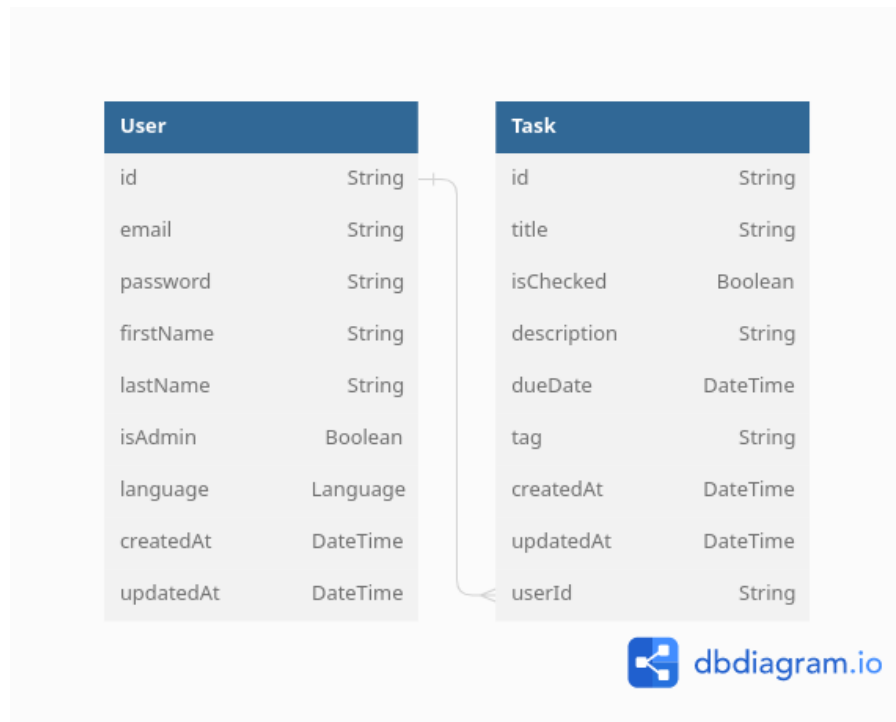 User
id String
email String
password String
firstName String
lastName String
isAdmin Boolean
language Language
createdAt DateTime
updatedAt DateTime
Task
id String
title String
isChecked Boolean
description String
dueDate DateTime
tag String
createdAt DateTime
updatedAt DateTime
userId String
dbdiagram.io